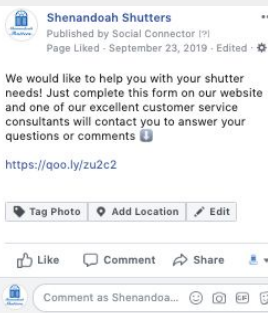 Shenandoah Shutters
Published by Social Connector [?]
Page Liked · September 23, 2019 · Edited ·
We would like to help you with your shutter
needs! Just complete this form on our website
and one of our excellent customer service
consultants will contact you to answer your
questions or comments ⬇️
https://qoo.ly/zu2c2
Tag Photo Add Location Edit
Like Comment Share
Comment as Shenandoa... GIF